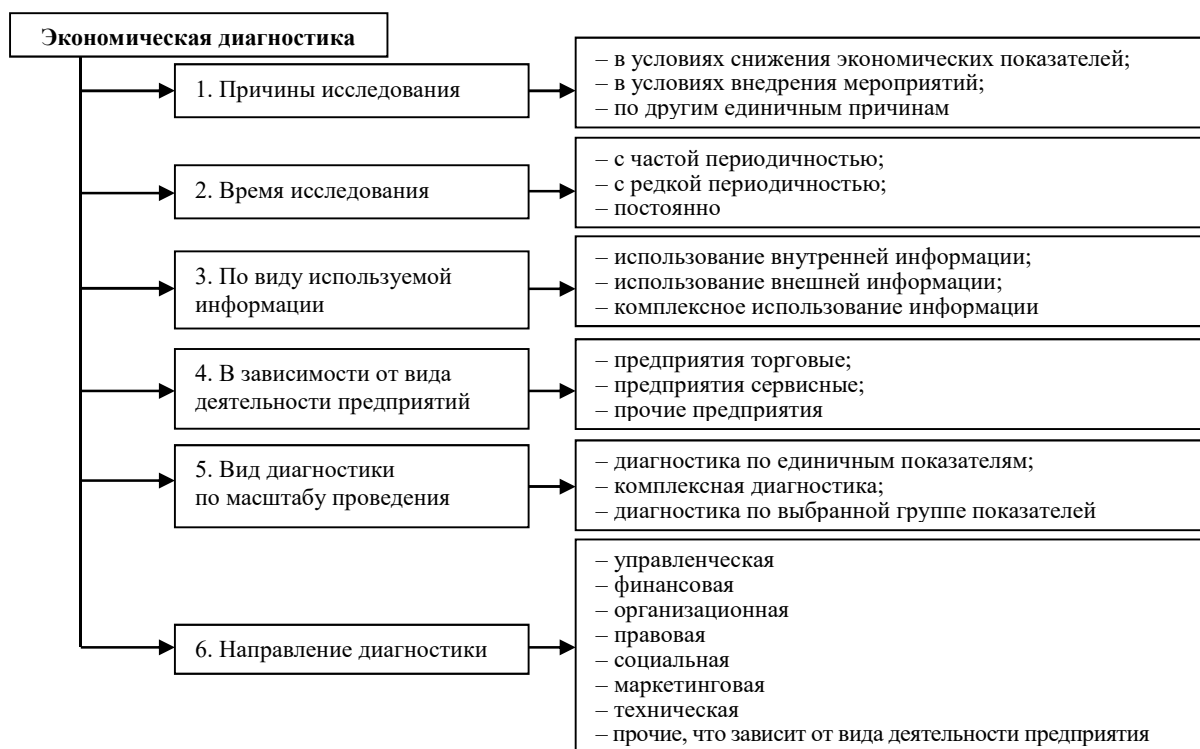 Экономическая диагностика
1. Причины исследования
– в условиях снижения экономических показателей;
– в условиях внедрения мероприятий;
– по другим единичным причинам
2. Время исследования
– с частой периодичностью;
– с редкой периодичностью;
– постоянно
3. По виду используемой
информации
– использование внутренней информации;
– использование внешней информации;
– комплексное использование информации
4. В зависимости от вида
деятельности предприятий
– предприятия торговые;
– предприятия сервисные;
– прочие предприятия
5. Вид диагностики
по масштабу проведения
– диагностика по единичным показателям;
– комплексная диагностика;
– диагностика по выбранной группе показателей
6. Направление диагностики
– управленческая
– финансовая
– организационная
– правовая
– социальная
– маркетинговая
– техническая
– прочие, что зависит от вида деятельности предприятия